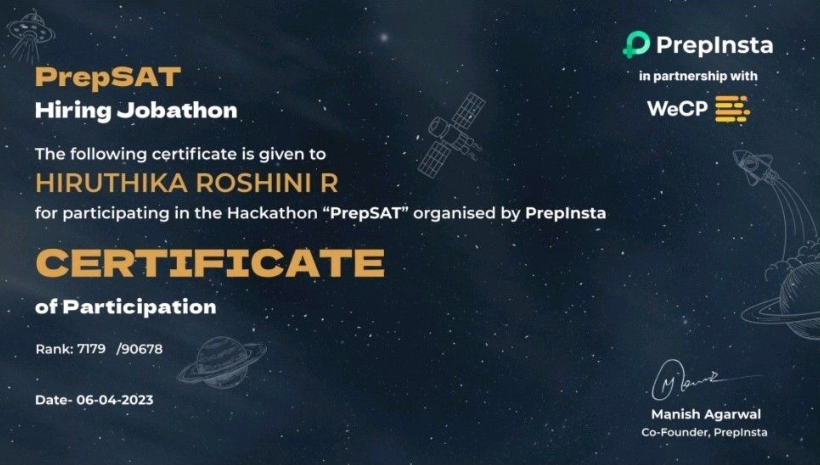 PrepInsta
in partnership with
WeCP
PrepSAT
Hiring Jobathon
The following certificate is given to
HIRUTHIKA ROSHINI R
for participating in the Hackathon “PrepSAT” organised by PrepInsta
CERTIFICATE
of Participation
Rank: 7179 /90678
Date- 06-04-2023
Manish Agarwal
Co-Founder, PrepInsta